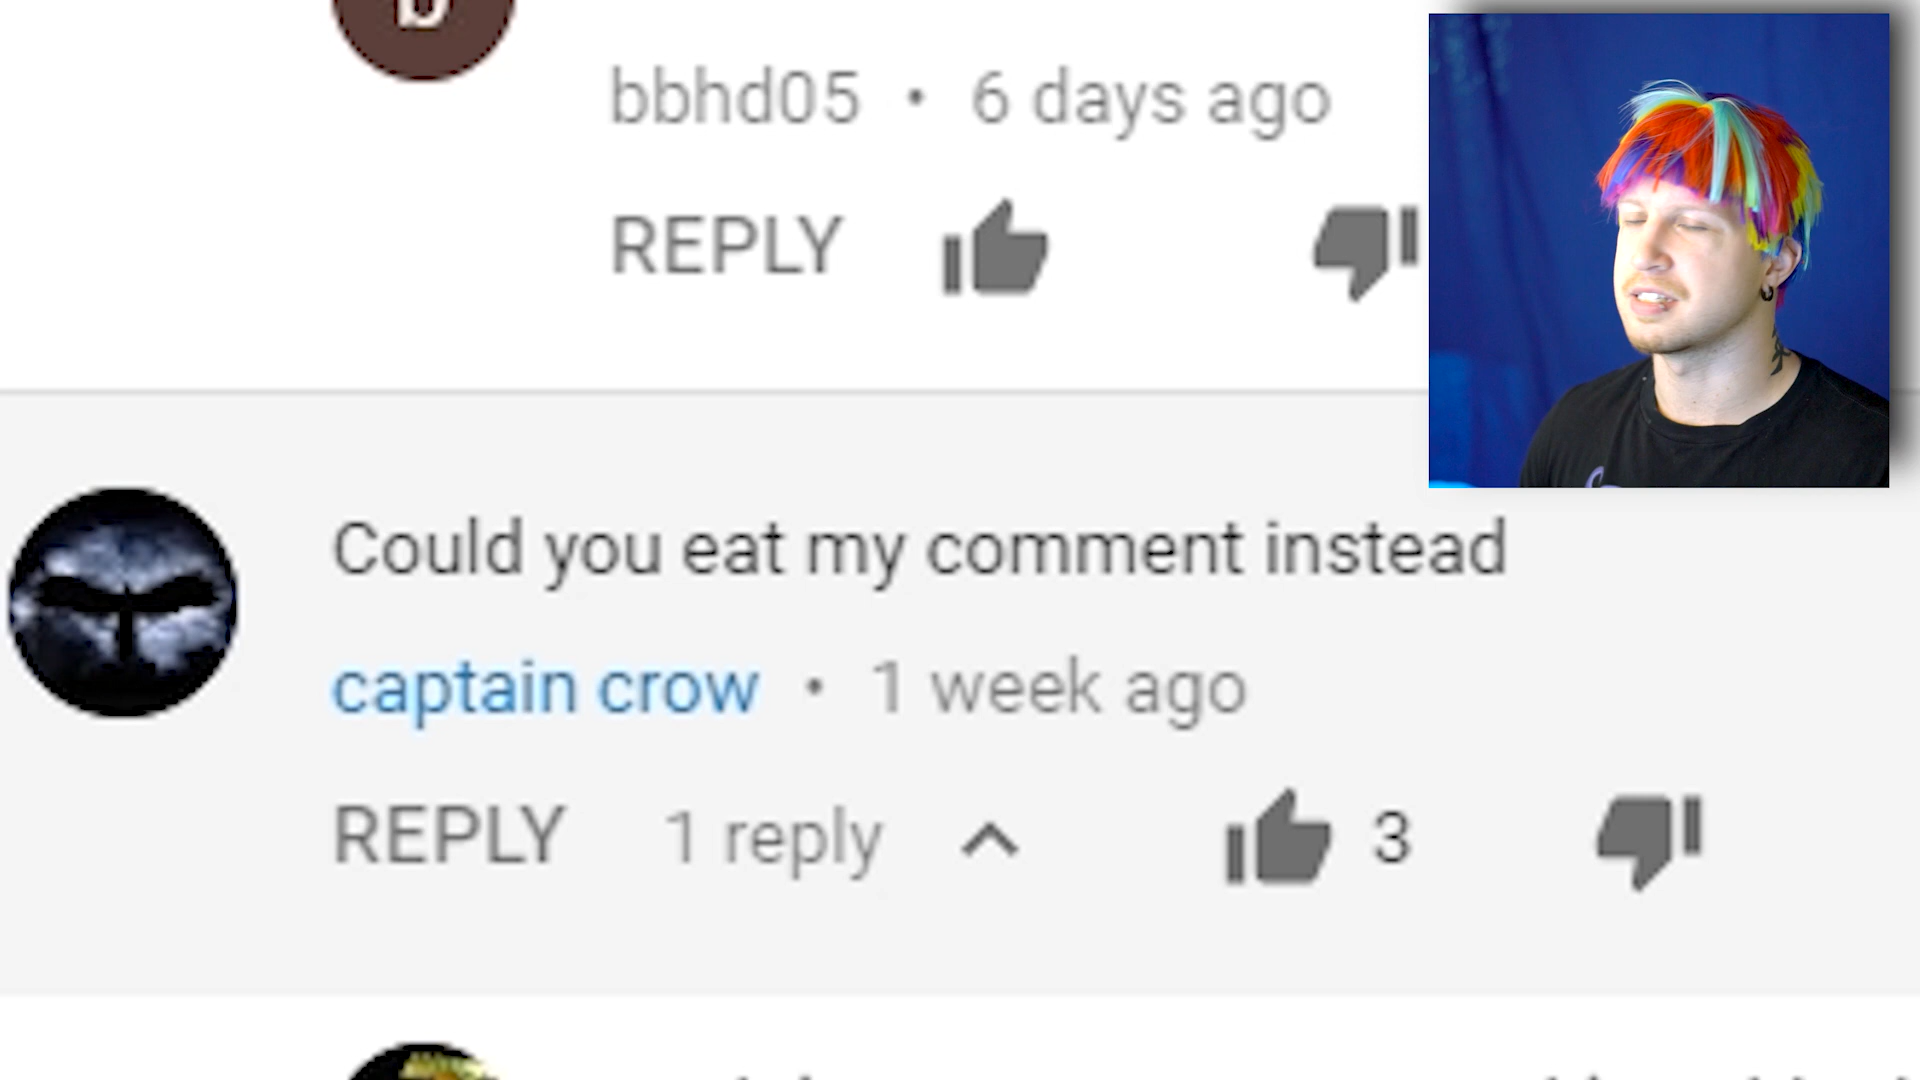 b
bbhd05 • 6 days ago
REPLY
Could you eat my comment instead
captain crow • 1 week ago
REPLY 1 reply 3